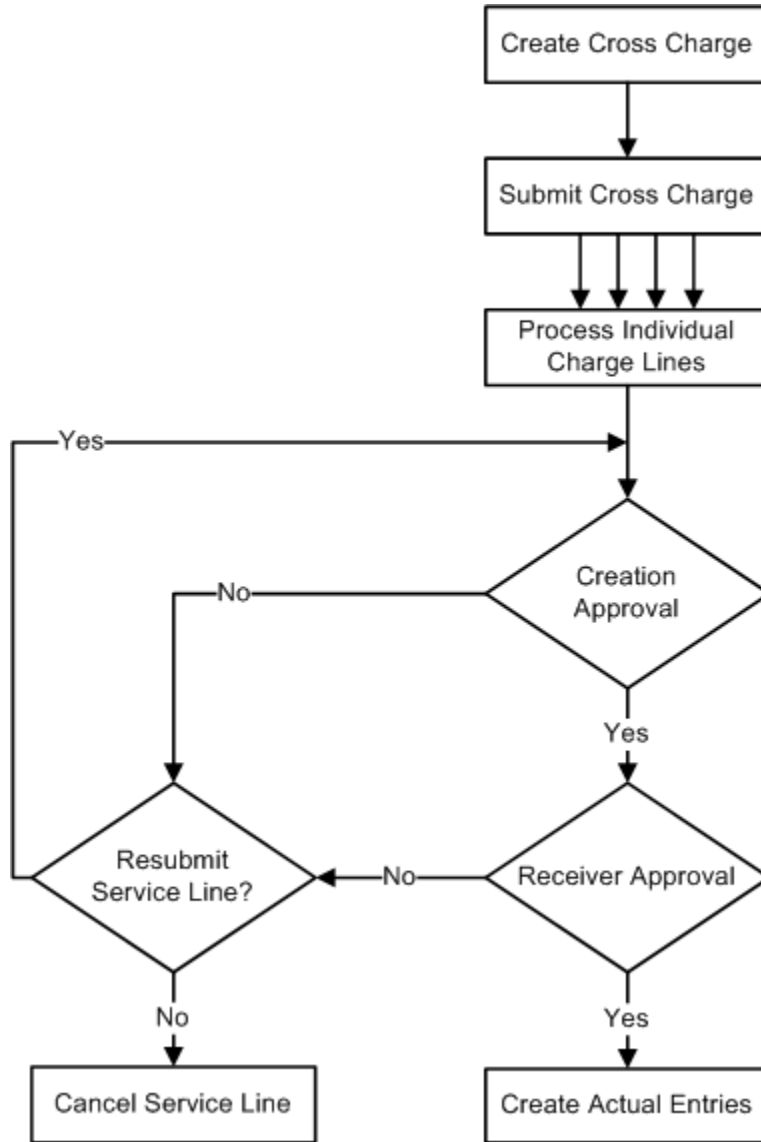 Create Cross Charge
Submit Cross Charge
Process Individual
Charge Lines
Yes
Creation
Approval
No
Yes
Resubmit
Service Line?
Receiver Approval
No
No
Yes
Cancel Service Line
Create Actual Entries